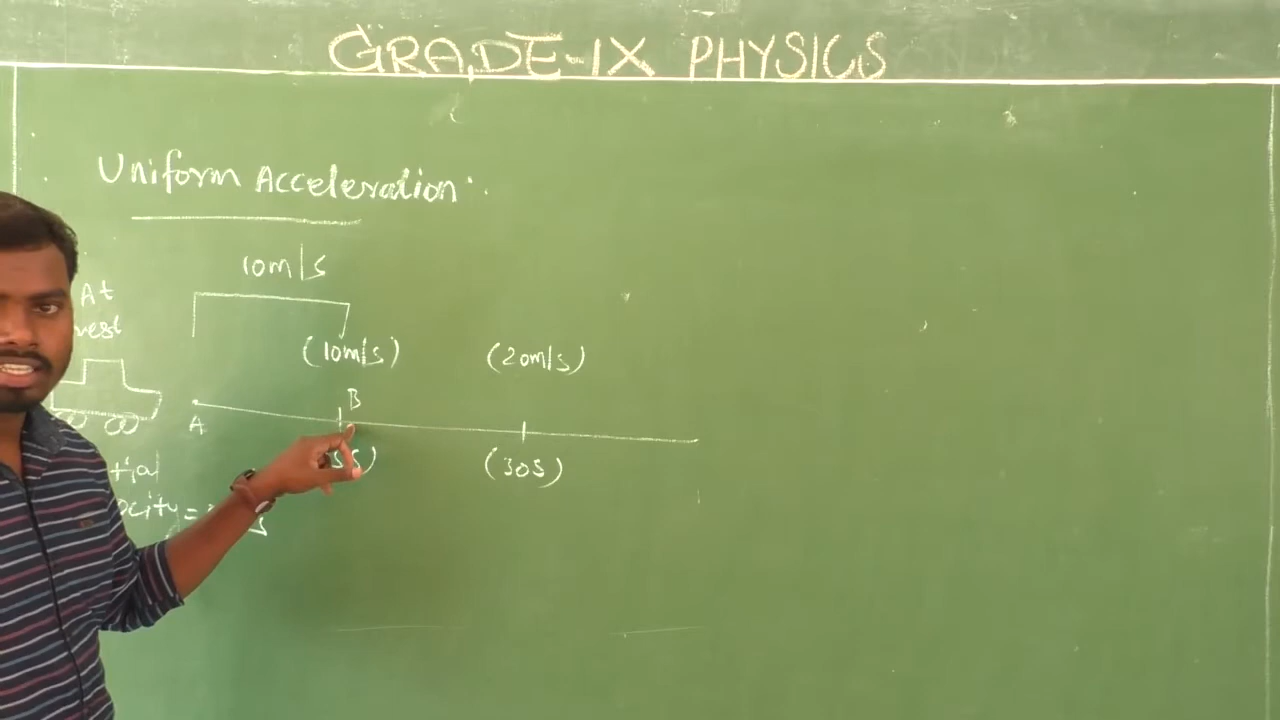 GRADE-IX PHYSICS
Uniform Acceleration
10m/s
At
rest
(10m/s) (20m/s)
B
A
(30s)